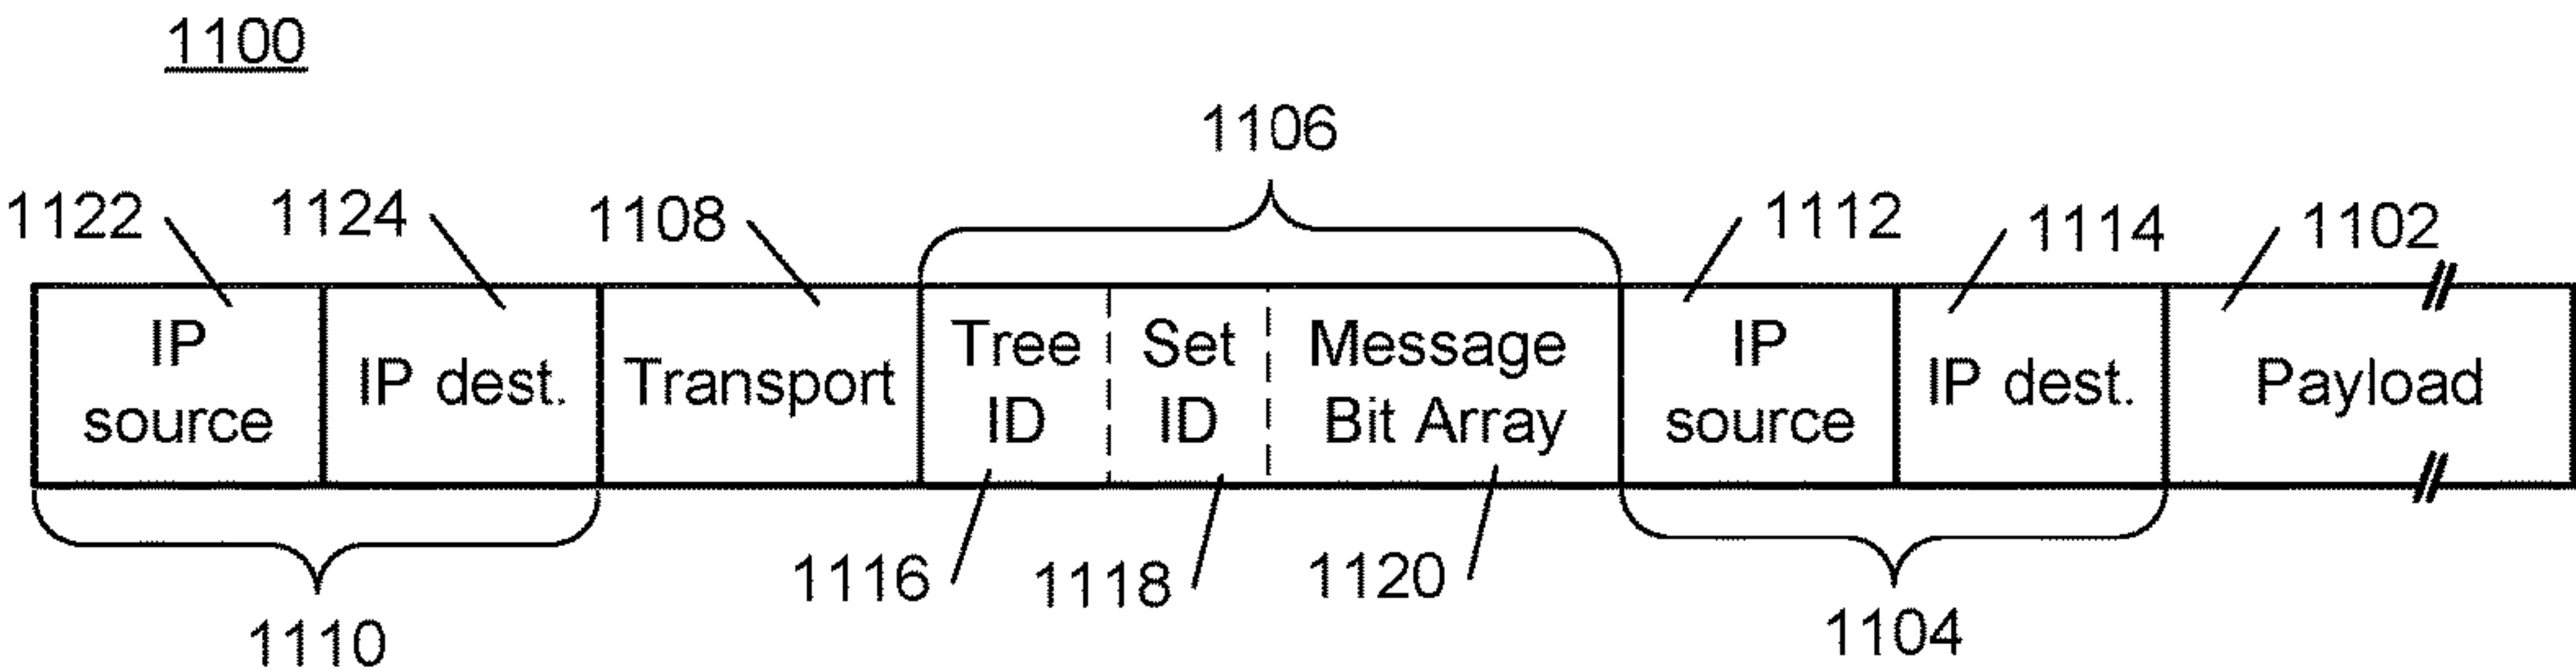 1100
1106
1122
1124
1108
1112
1114
1102
IP
source
IP dest.
Transport
Tree
ID
Set
ID
Message
Bit Array
IP
source
IP dest.
Payload
1116
1118
1120
1110
1104